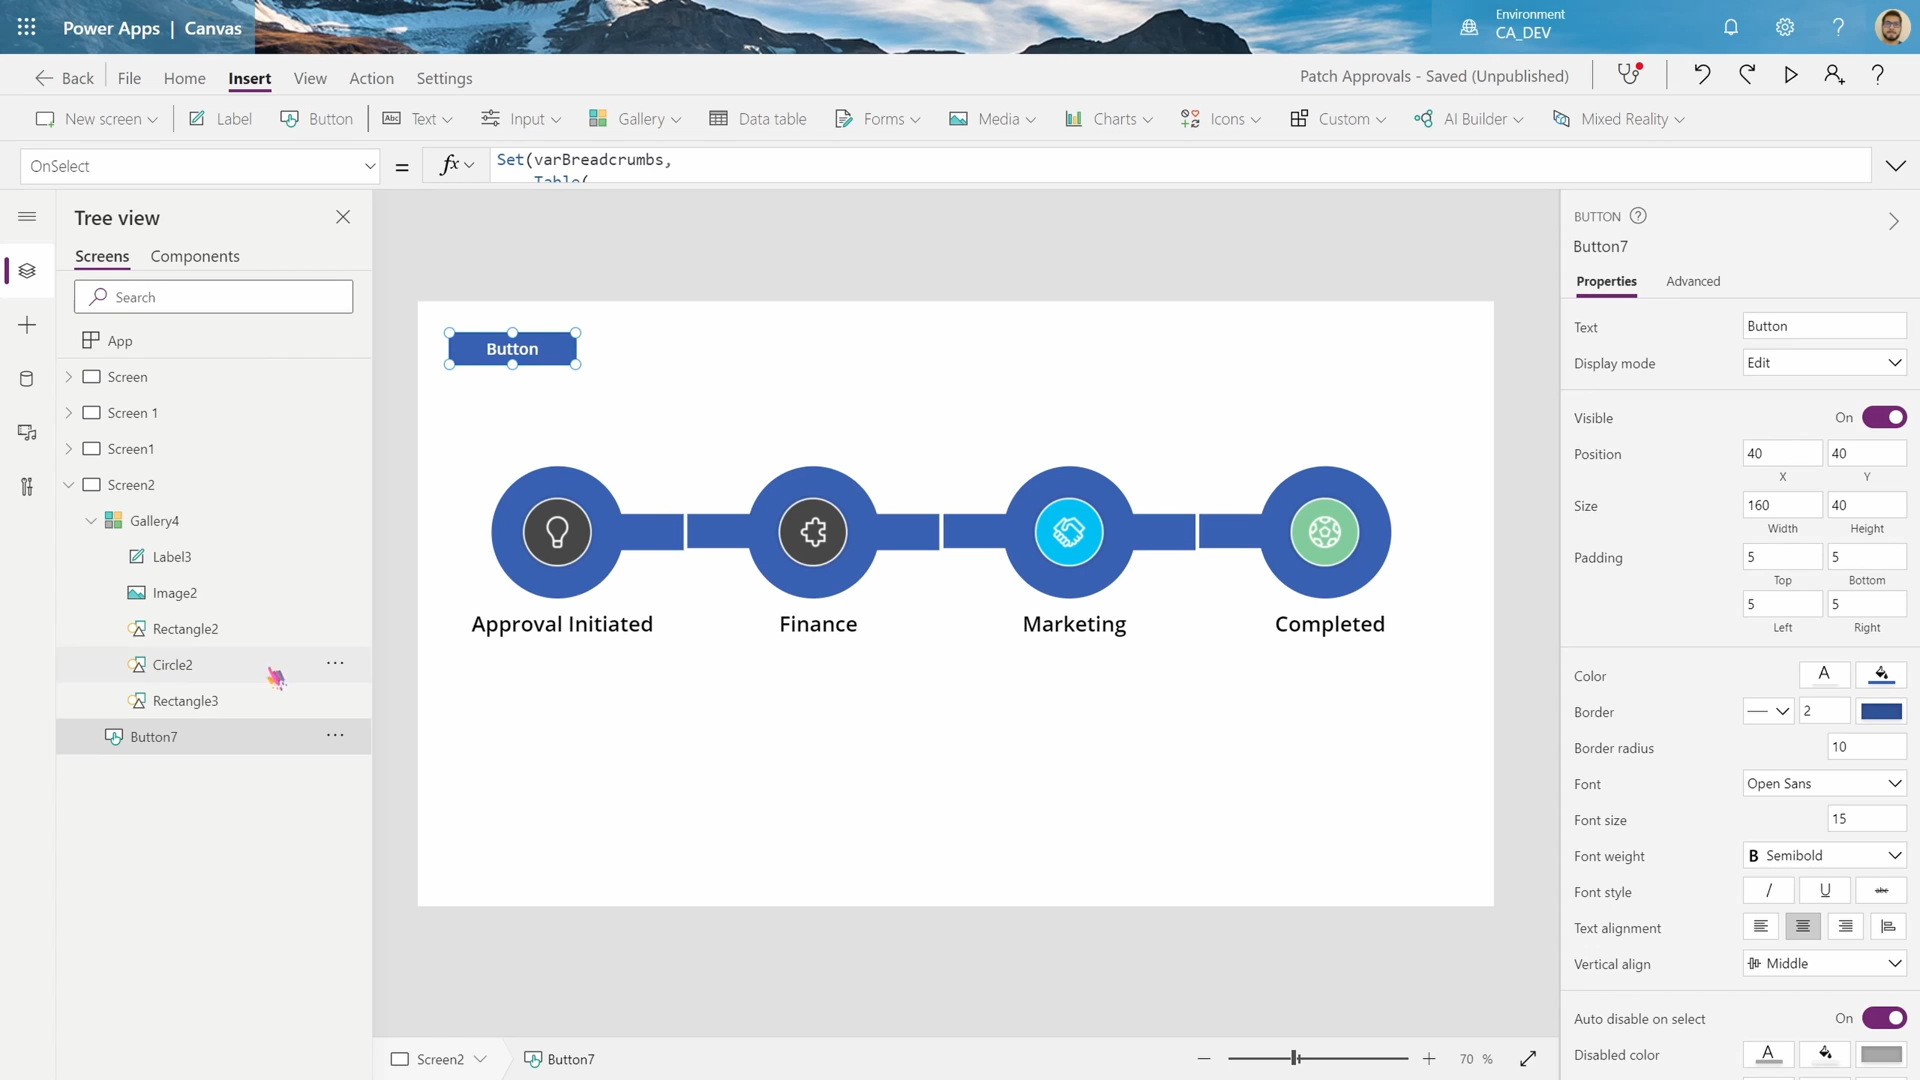 Power Apps | Canvas
Environment
CA_DEV
Back File Home Insert View Action Settings
Patch Approvals - Saved (Unpublished)
New screen Label Button Text Input Gallery Data table Forms Media Charts Icons Custom AI Builder Mixed Reality
OnSelect = fx Set(varBreadcrumbs,
Table(
Tree view
Screens Components
Search
App
Screen
Screen 1
Screen1
Screen2
Gallery4
Label3
Image2
Rectangle2
Circle2
Rectangle3
Button7
Button
Approval Initiated Finance Marketing Completed
Screen2 Button7
70 %
BUTTON
Button7
Properties Advanced
Text Button
Display mode Edit
Visible On
Position 40 40
X Y
Size 160 40
Width Height
Padding 5 5
Top Bottom
5 5
Left Right
Color A
Border 2
Border radius 10
Font Open Sans
Font size 15
Font weight B Semibold
Font style / U abc
Text alignment
Vertical align Middle
Auto disable on select On
Disabled color A